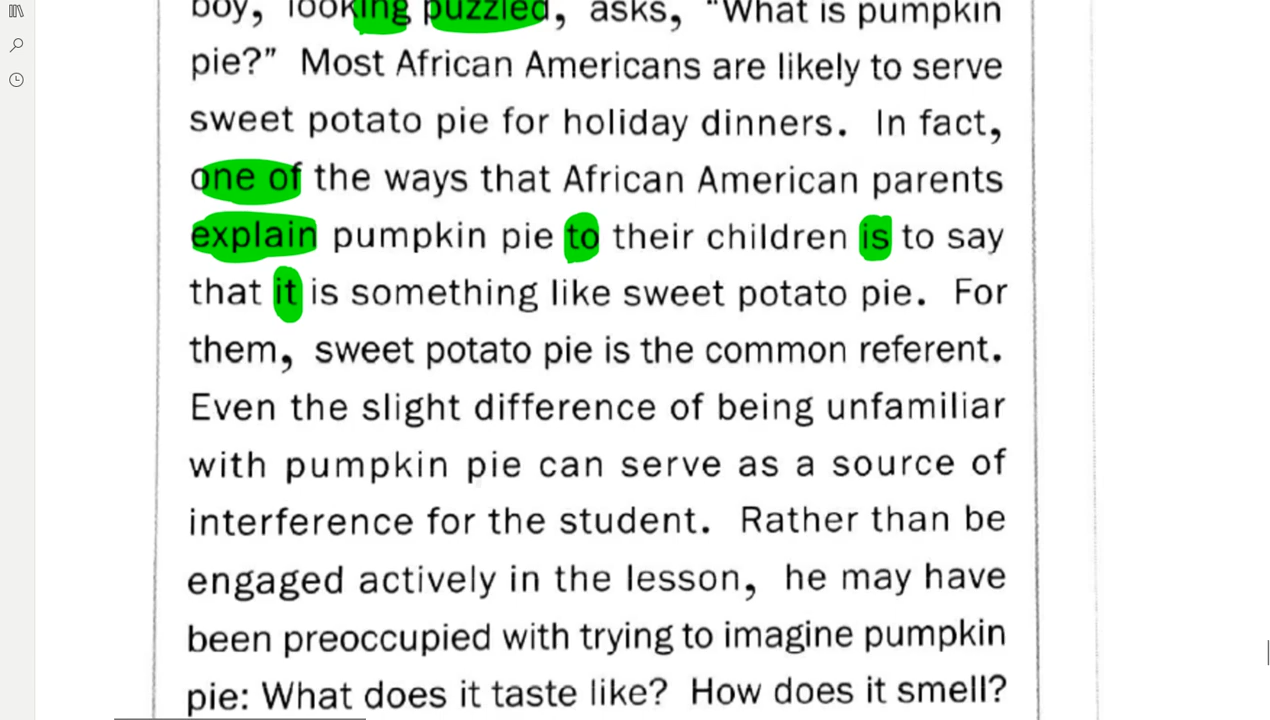 boy, looking puzzled, asks, "What is pumpkin
pie?" Most African Americans are likely to serve
sweet potato pie for holiday dinners. In fact,
one of the ways that African American parents
explain pumpkin pie to their children is to say
that it is something like sweet potato pie. For
them, sweet potato pie is the common referent.
Even the slight difference of being unfamiliar
with pumpkin pie can serve as a source of
interference for the student. Rather than be
engaged actively in the lesson, he may have
been preoccupied with trying to imagine pumpkin
pie: What does it taste like? How does it smell?